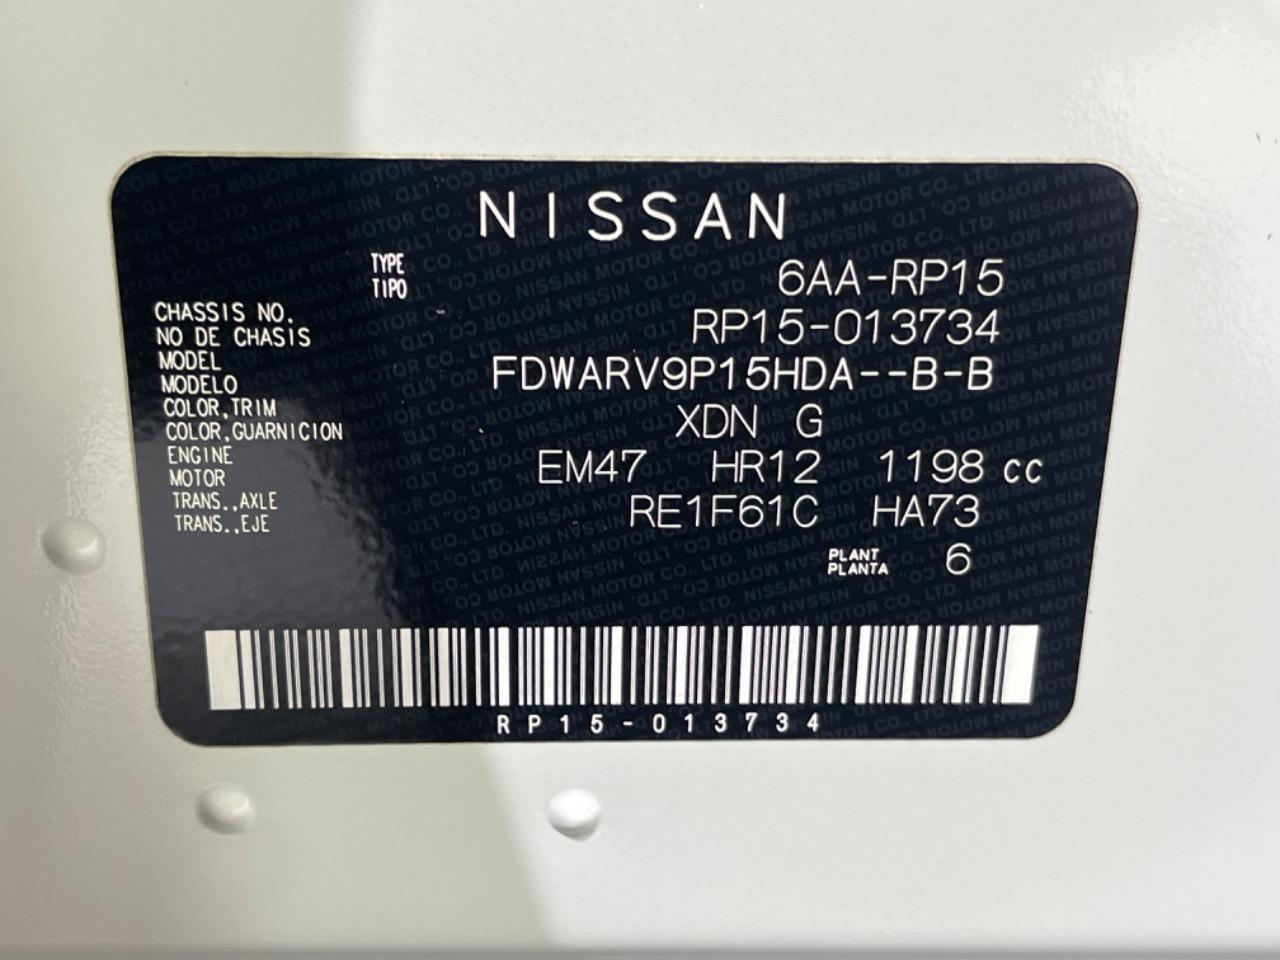 NISSAN
TYPE 6AA-RP15
TIPO
CHASSIS NO. RP15-013734
NO DE CHASIS
MODEL FDWARV9P15HDA--B-B
MODELO
COLOR,TRIM XDN G
COLOR,GUARNICION
ENGINE EM47 HR12 1198 cc
MOTOR
TRANS.,AXLE RE1F61C HA73
TRANS.,EJE
PLANT 6
PLANTA
RP15-013734